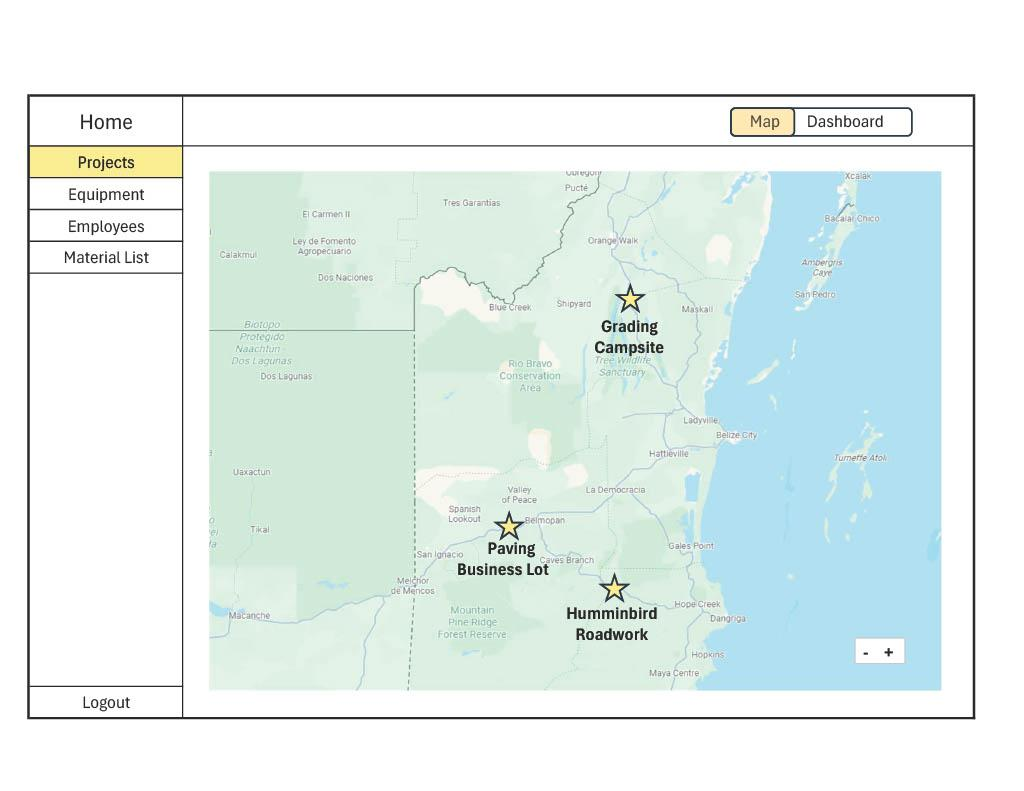 Home
Map
Dashboard
Projects
Equipment
Employees
Material List
Logout
Obregón
Pucté
Xcalak
Tres Garantías
El Carmen II
Bacalar Chico
Orange Walk
Ley de Fomento
Agropecuario
Calakmul
Ambergris
Caye
Dos Naciones
San Pedro
Shipyard
Blue Creek
Maskall
Grading
Campsite
Biotopo
Protegido
Naachtun -
Dos Lagunas
Tree Wildlife
Sanctuary
Rio Bravo
Conservation
Area
Dos Lagunas
Ladyville
Belize City
Hattieville
Turneffe Atoll
Uaxactun
Valley
of Peace
La Democracia
Spanish
Lookout
Belmopan
Tikal
Paving
Business Lot
Gales Point
San Ignacio
Caves Branch
Melchor
de Mencos
Hope Creek
Humminbird
Roadwork
Macanche
Mountain
Pine Ridge
Forest Reserve
Dangriga
Hopkins
Maya Centre
- +